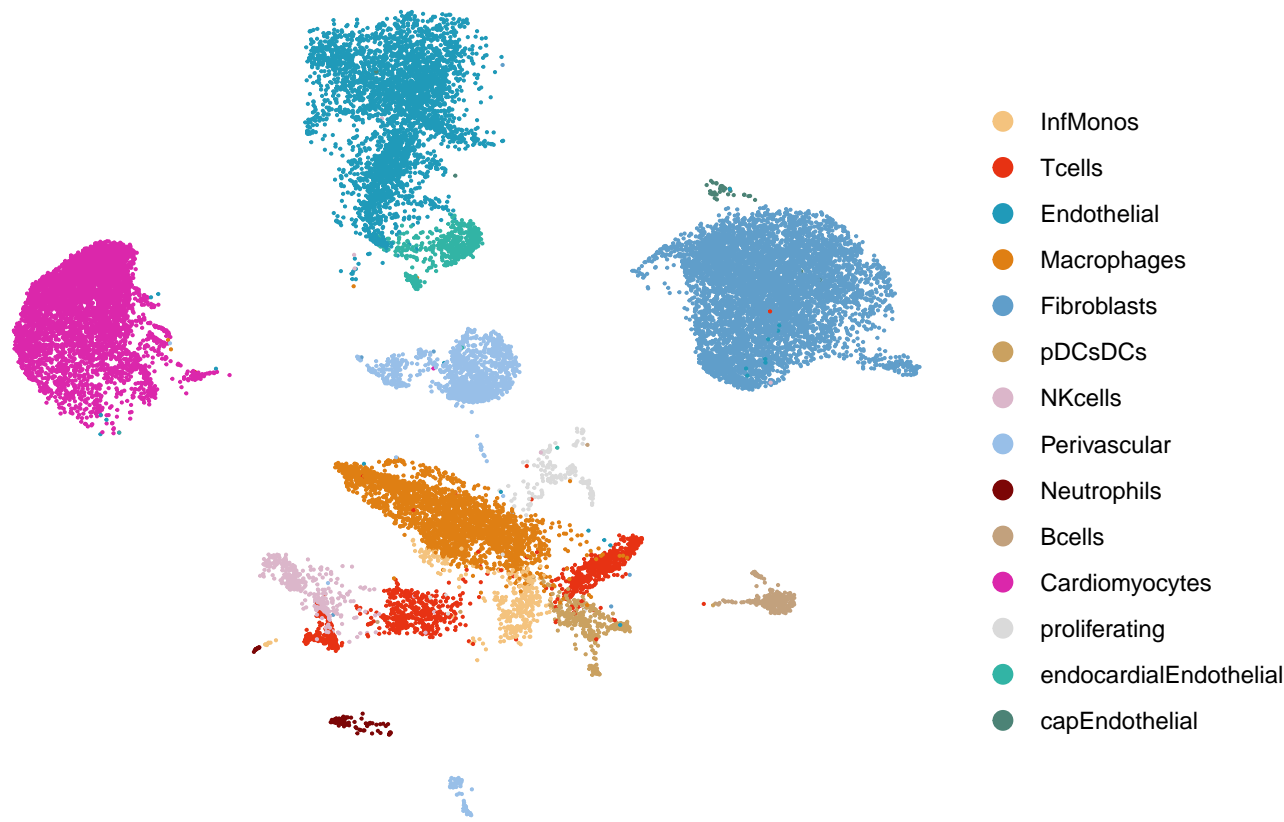 InfMonos
Tcells
Endothelial
Macrophages
Fibroblasts
pDCsDCs
NKcells
Perivascular
Neutrophils
Bcells
Cardiomyocytes
proliferating
endocardialEndothelial
capEndothelial